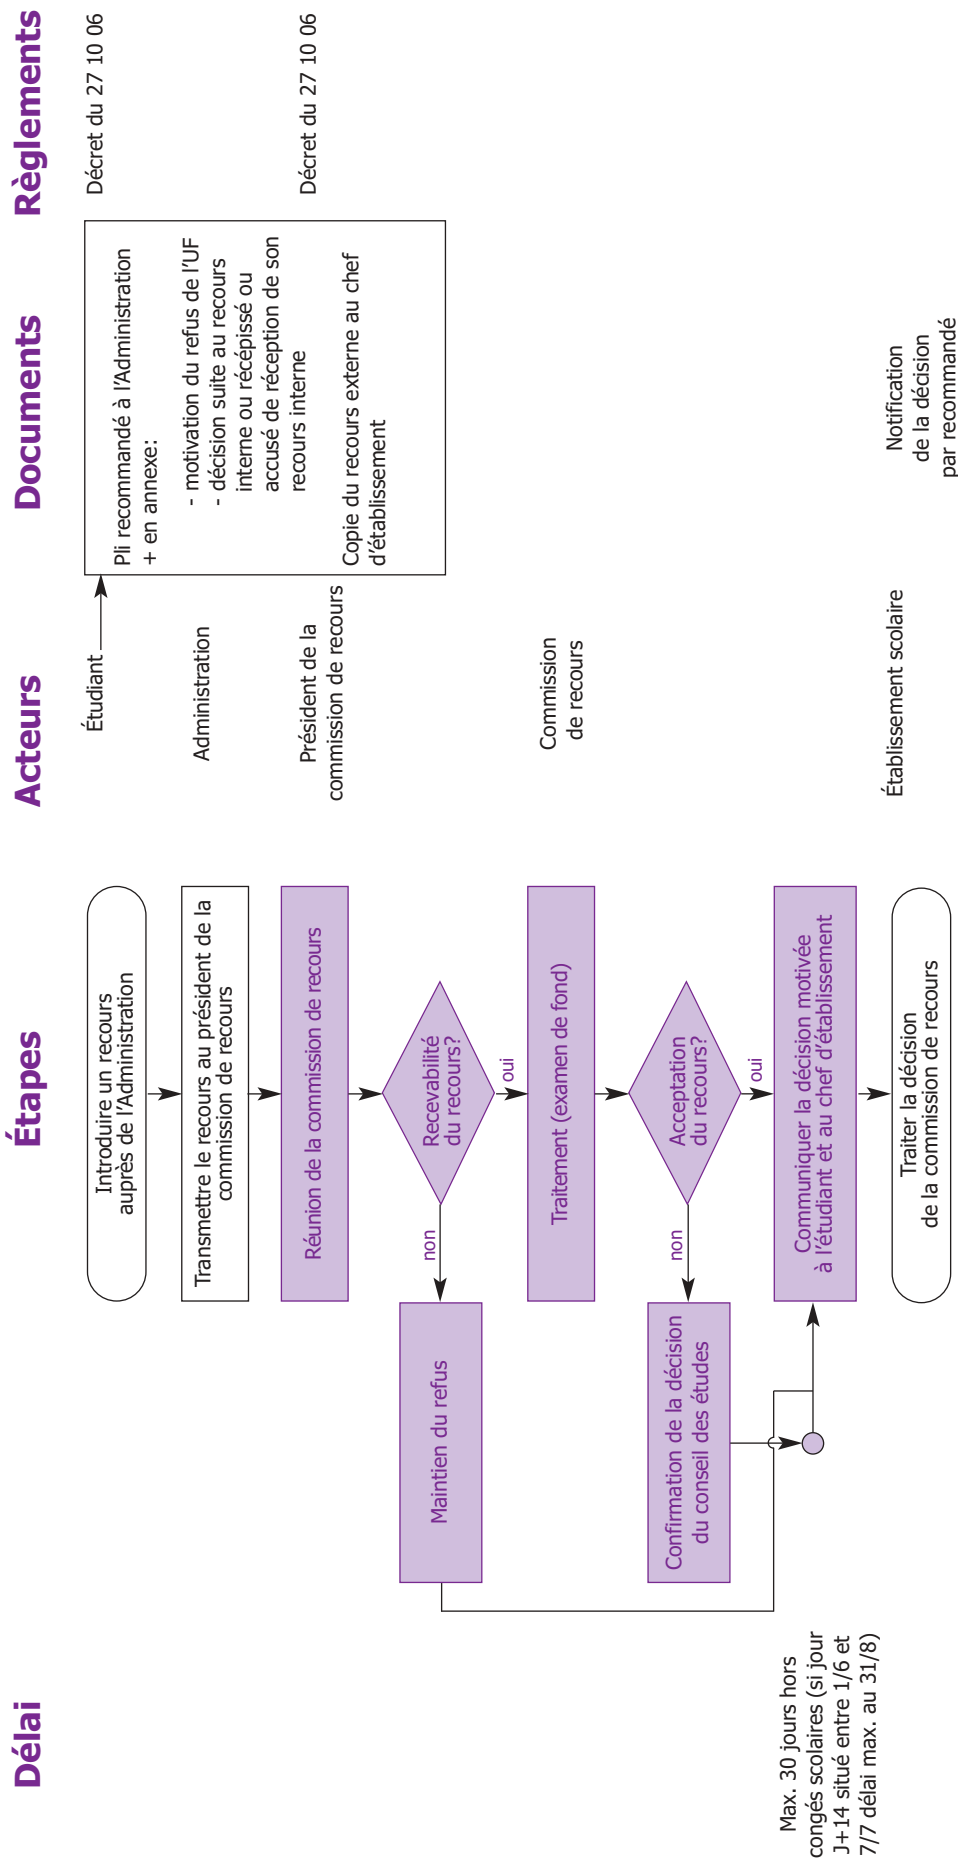 Délai
Étapes
Acteurs
Documents
Règlements
Introduire un recours
auprès de l'Administration
Étudiant
Pli recommandé à l'Administration
+ en annexe:
- motivation du refus de l'UF
- décision suite au recours
interne ou récépissé ou
accusé de réception de son
recours interne
Copie du recours externe au chef
d'établissement
Décret du 27 10 06
Transmettre le recours au président de la
commission de recours
Administration
Réunion de la commission de recours
Président de la
commission de recours
Décret du 27 10 06
Recevabilité
du recours?
non
oui
Maintien du refus
Traitement (examen de fond)
Commission
de recours
Acceptation
du recours?
non
oui
Confirmation de la décision
du conseil des études
Max. 30 jours hors
congés scolaires (si jour
J+14 situé entre 1/6 et
7/7 délai max. au 31/8)
Communiquer la décision motivée
à l'étudiant et au chef d'établissement
Traiter la décision
de la commission de recours
Établissement scolaire
Notification
de la décision
par recommandé